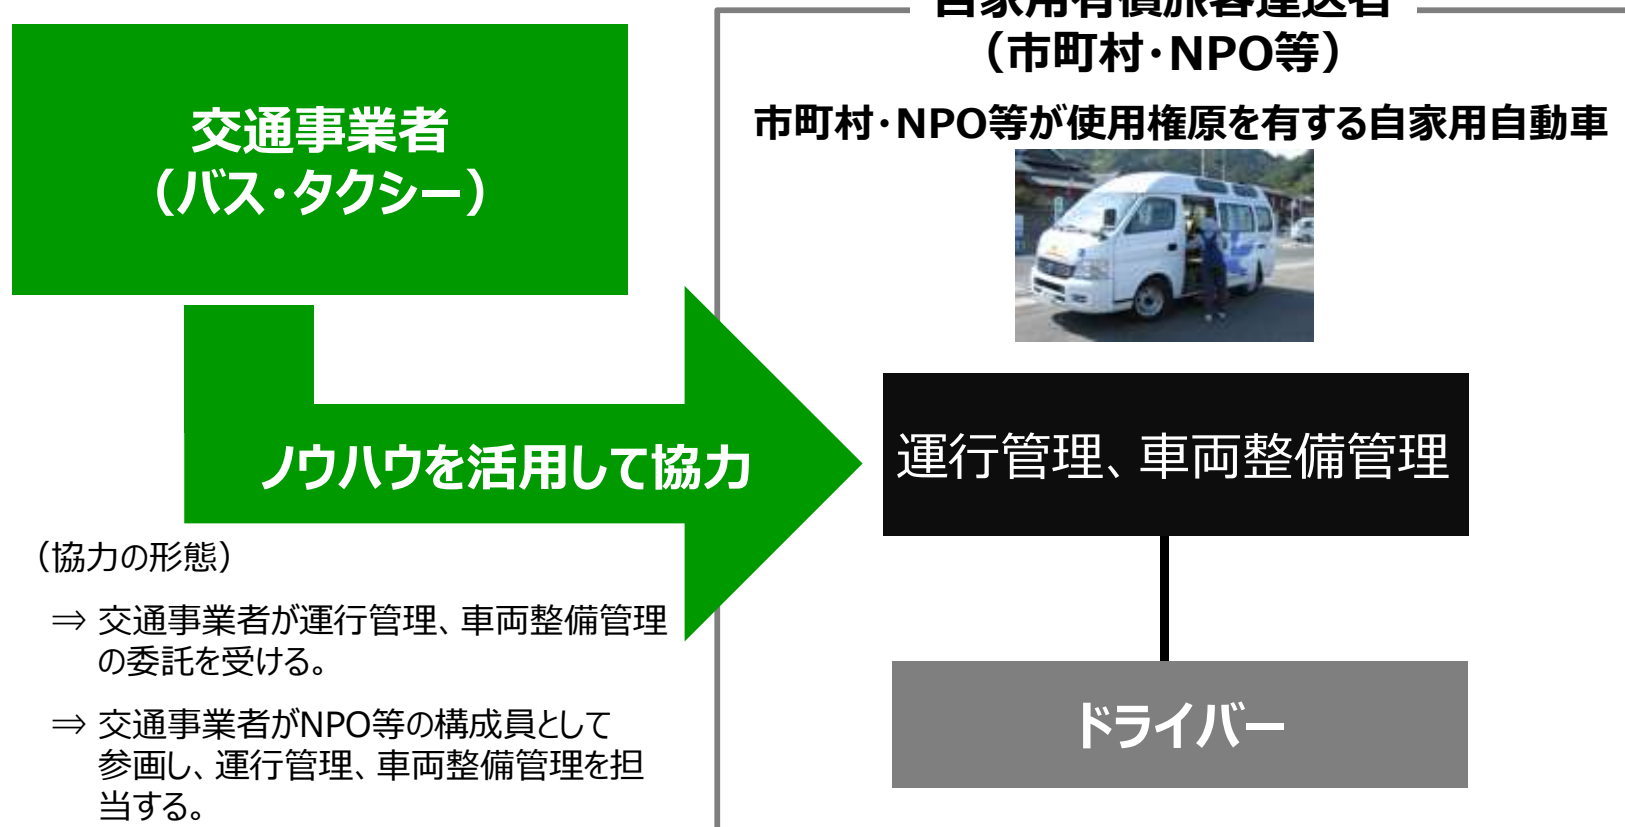 自家用有償旅客運送者
（市町村・NPO等）
市町村・NPO等が使用権原を有する自家用自動車
交通事業者
（バス・タクシー）
ノウハウを活用して協力
運行管理、車両整備管理
ドライバー
（協力の形態）
⇒ 交通事業者が運行管理、車両整備管理
の委託を受ける。
⇒ 交通事業者がNPO等の構成員として
参画し、運行管理、車両整備管理を担
当する。